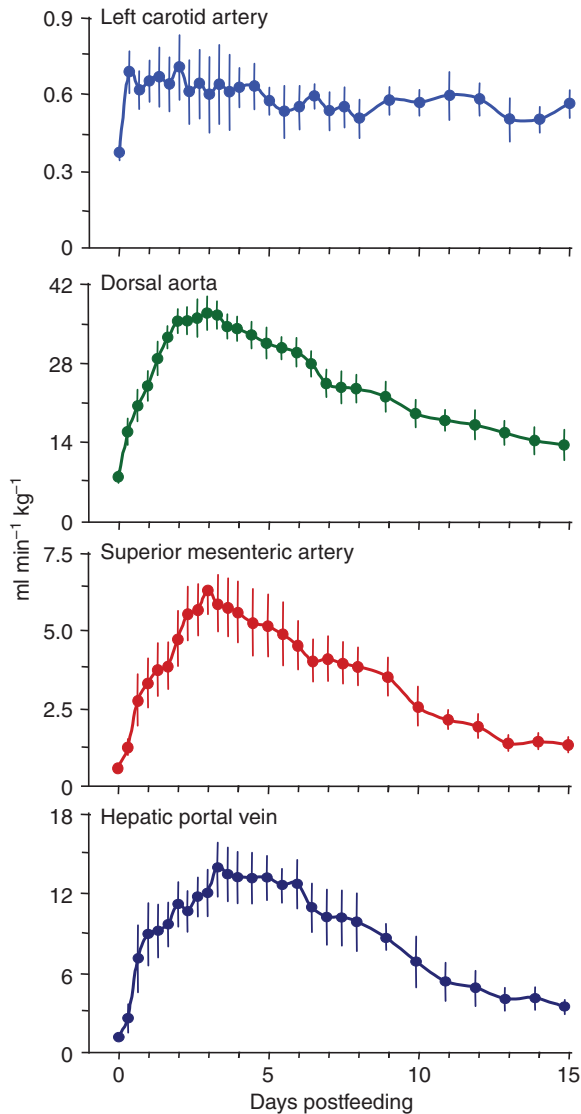 Left carotid artery
0.9
0.6
0.3
0
Dorsal aorta
42
28
14
0
ml min⁻¹ kg⁻¹
Superior mesenteric artery
7.5
5.0
2.5
0
Hepatic portal vein
18
12
6
0
0 5 10 15
Days postfeeding